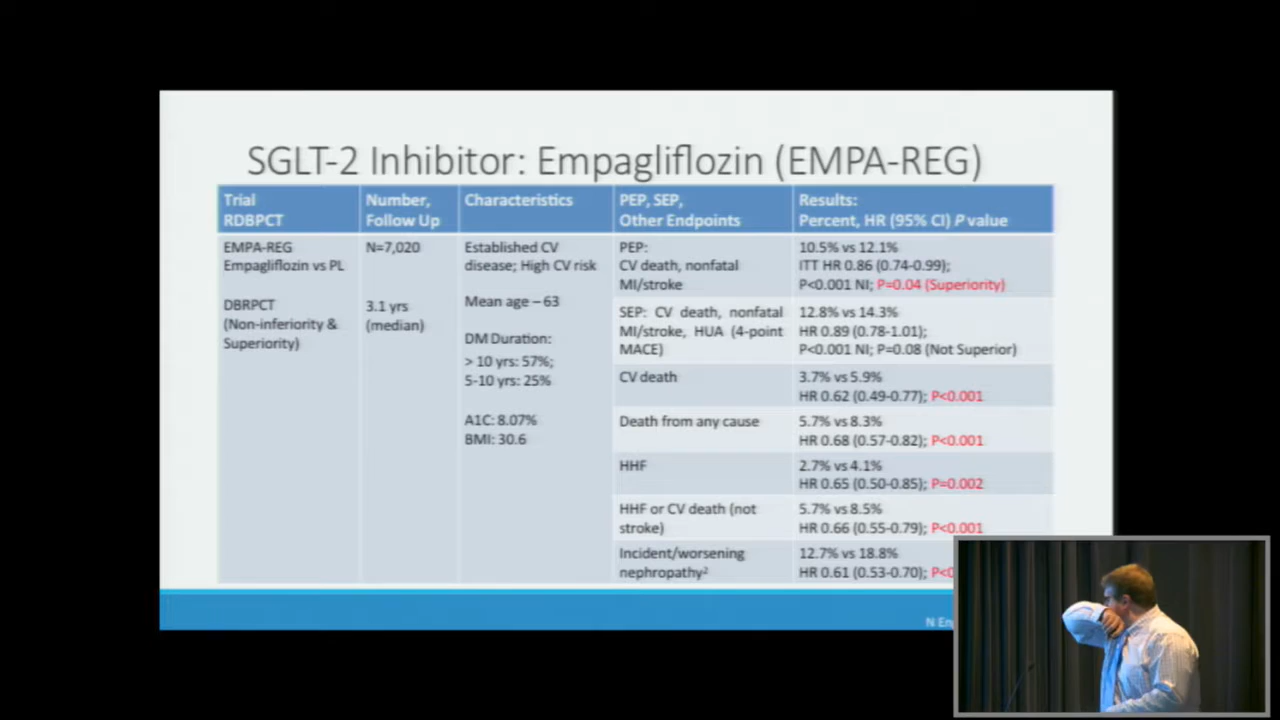 SGLT-2 Inhibitor: Empagliflozin (EMPA-REG)
Trial
RDBPCT
Number,
Follow Up
Characteristics
PEP, SEP,
Other Endpoints
Results:
Percent, HR (95% CI) P value
EMPA-REG
Empagliflozin vs PL
DBRPCT
(Non-inferiority &
Superiority)
N=7,020
3.1 yrs
(median)
Established CV
disease; High CV risk
Mean age – 63
DM Duration:
> 10 yrs: 57%;
5-10 yrs: 25%
A1C: 8.07%
BMI: 30.6
PEP:
CV death, nonfatal
MI/stroke
10.5% vs 12.1%
ITT HR 0.86 (0.74-0.99);
P<0.001 NI; P=0.04 (Superiority)
SEP: CV death, nonfatal
MI/stroke, HUA (4-point
MACE)
12.8% vs 14.3%
HR 0.89 (0.78-1.01);
P<0.001 NI; P=0.08 (Not Superior)
CV death
3.7% vs 5.9%
HR 0.62 (0.49-0.77); P<0.001
Death from any cause
5.7% vs 8.3%
HR 0.68 (0.57-0.82); P<0.001
HHF
2.7% vs 4.1%
HR 0.65 (0.50-0.85); P=0.002
HHF or CV death (not
stroke)
5.7% vs 8.5%
HR 0.66 (0.55-0.79); P<0.001
Incident/worsening
nephropathy²
12.7% vs 18.8%
HR 0.61 (0.53-0.70); P<
N